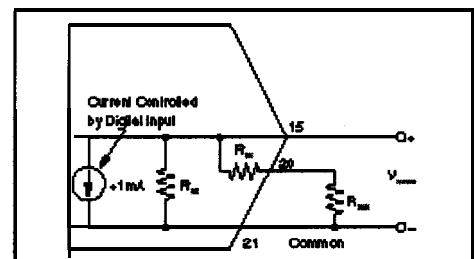 Current Controlled
by Digital Input
15
+
R
20
±1mA
R
R
21
Common
−